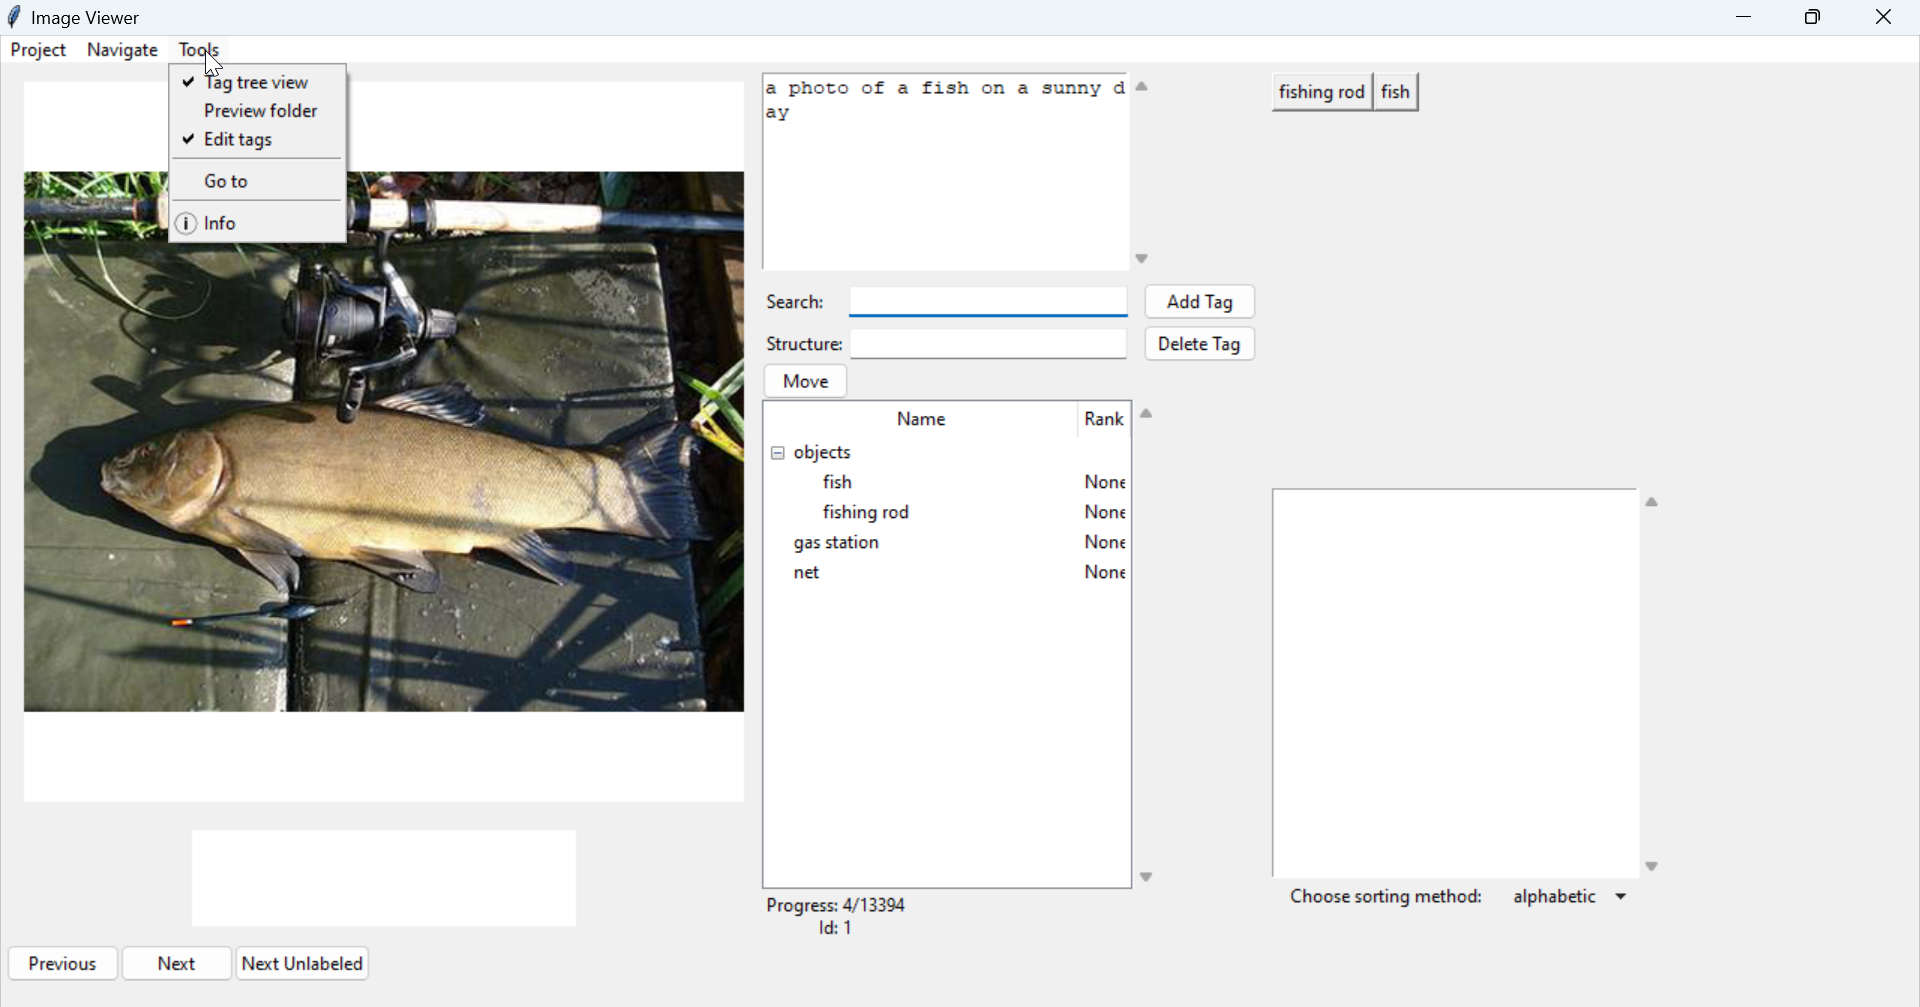 Image Viewer
Project Navigate Tools
Tag tree view
Preview folder
Edit tags
Go to
Info
a photo of a fish on a sunny d
ay
fishing rod fish
Search: Add Tag
Structure: Delete Tag
Move
Name Rank
objects
fish None
fishing rod None
gas station None
net None
Progress: 4/13394
Id: 1
Choose sorting method: alphabetic
Previous Next Next Unlabeled